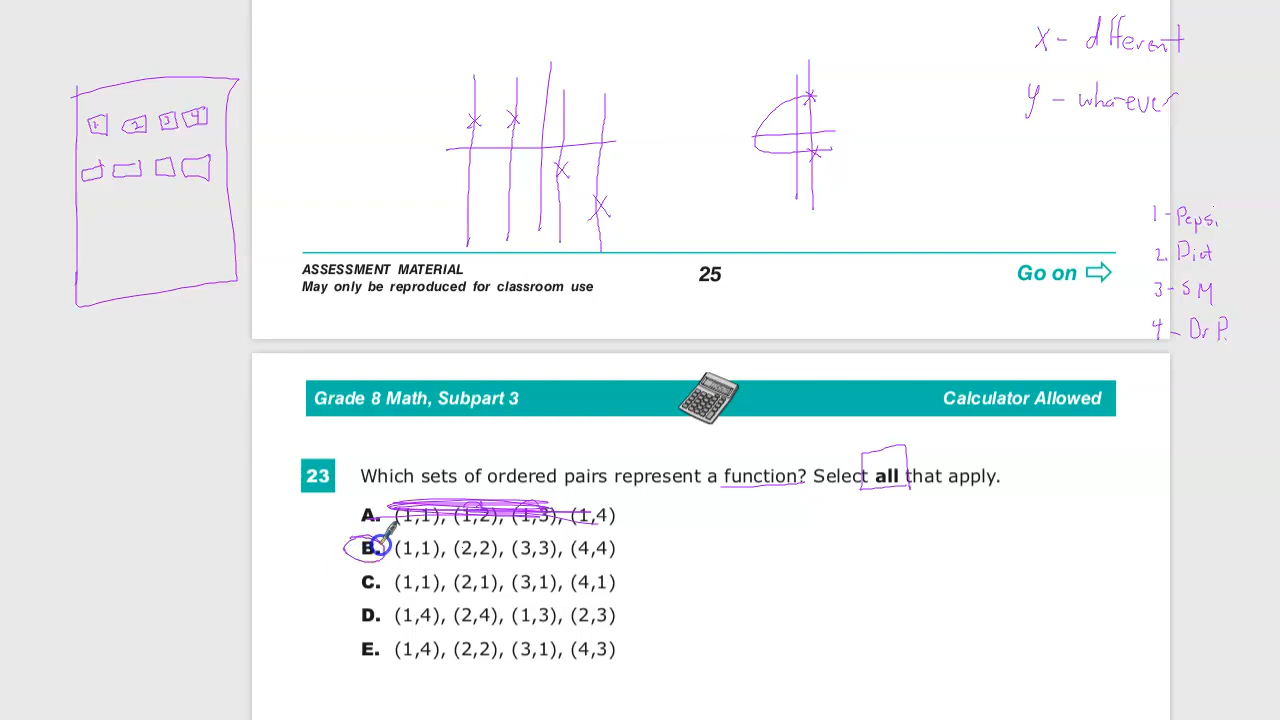 x - different
y - whatever
1 2 3 4
1 - Pepsi
2. Diet
3 - SM
4 - Dr P.
ASSESSMENT MATERIAL
May only be reproduced for classroom use
25
Go on
Grade 8 Math, Subpart 3
Calculator Allowed
23 Which sets of ordered pairs represent a function? Select all that apply.
A. (1,1), (1,2), (1,3), (1,4)
B. (1,1), (2,2), (3,3), (4,4)
C. (1,1), (2,1), (3,1), (4,1)
D. (1,4), (2,4), (1,3), (2,3)
E. (1,4), (2,2), (3,1), (4,3)